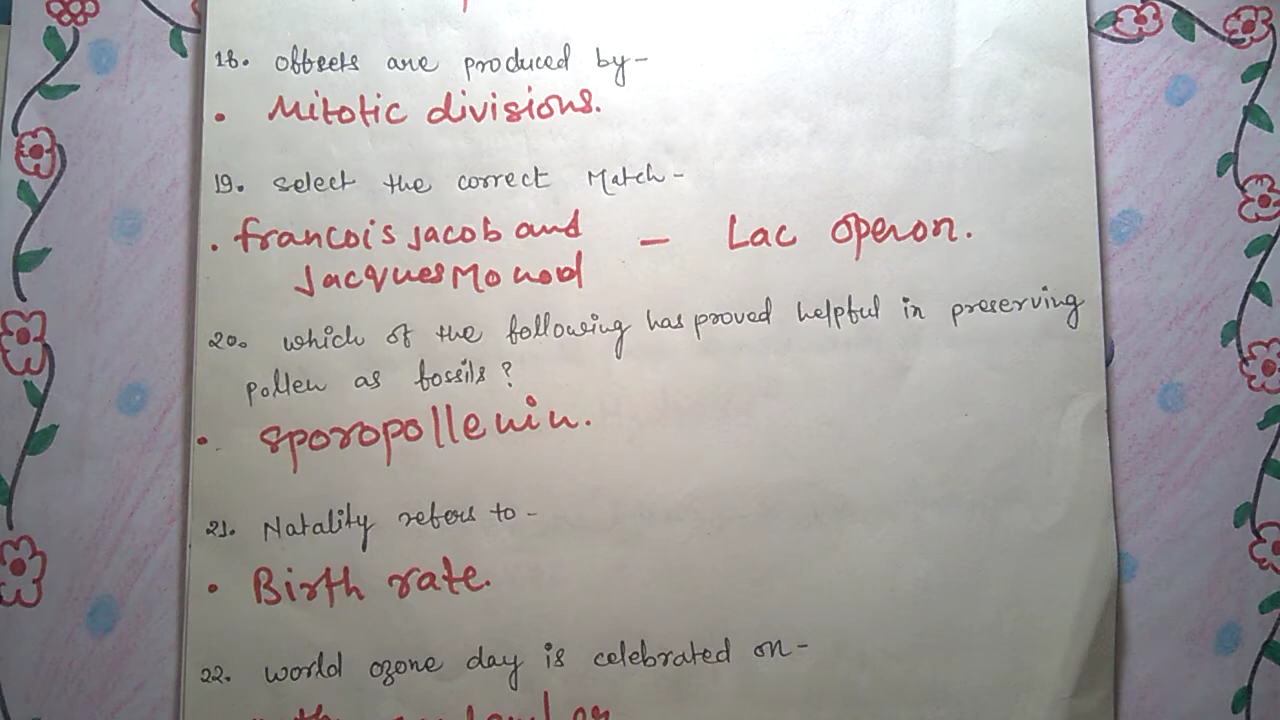 18. offsets are produced by-
• Mitotic divisions.
19. select the correct Match-
• francois jacob and - Lac operon.
Jacques Monod
20. which of the following has proved helpful in preserving
pollen as fossils?
• sporopollenin.
21. Natality refers to-
• Birth rate.
22. world ozone day is celebrated on-